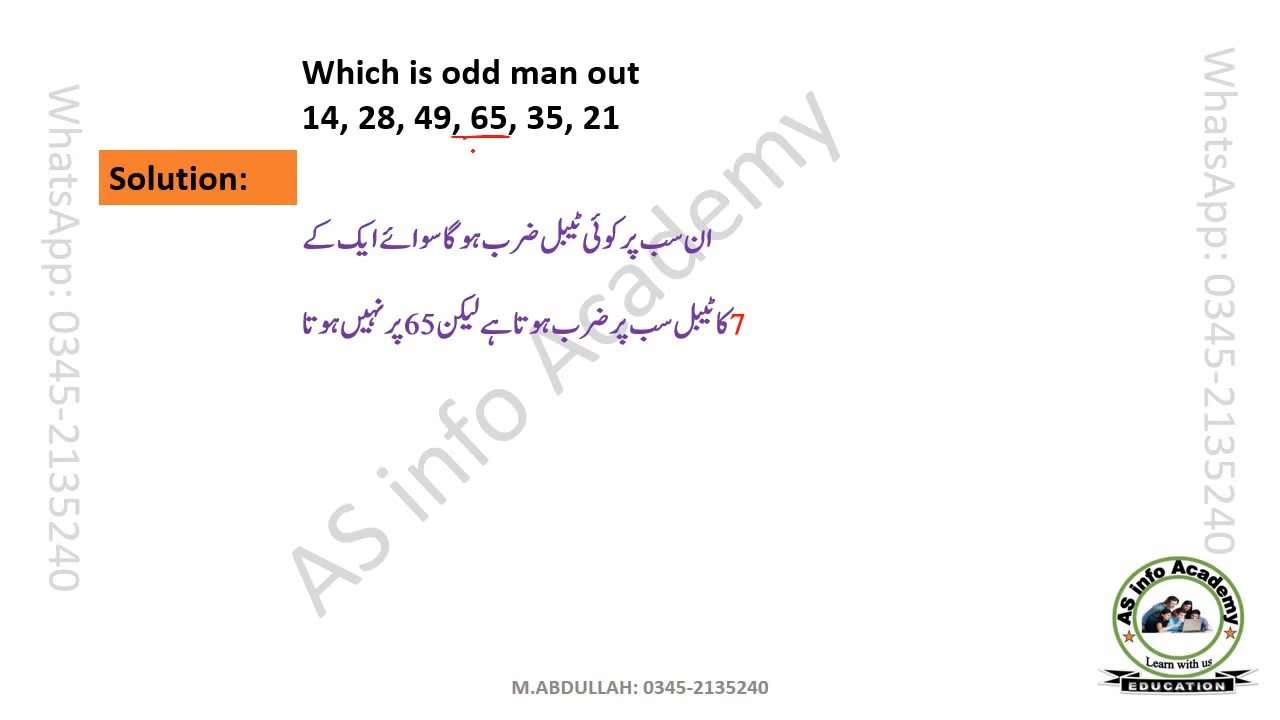 Which is odd man out
14, 28, 49, 65, 35, 21
Solution:
ان سب پر کوئی ٹیبل ضرب ہو گا سوائے ایک کے
7 کا ٹیبل سب پر ضرب ہوتا ہے لیکن 65 پر نہیں ہوتا
WhatsApp: 0345-2135240
WhatsApp: 0345-2135240
AS info Academy
AS info Academy
Learn with us
EDUCATION
M.ABDULLAH: 0345-2135240